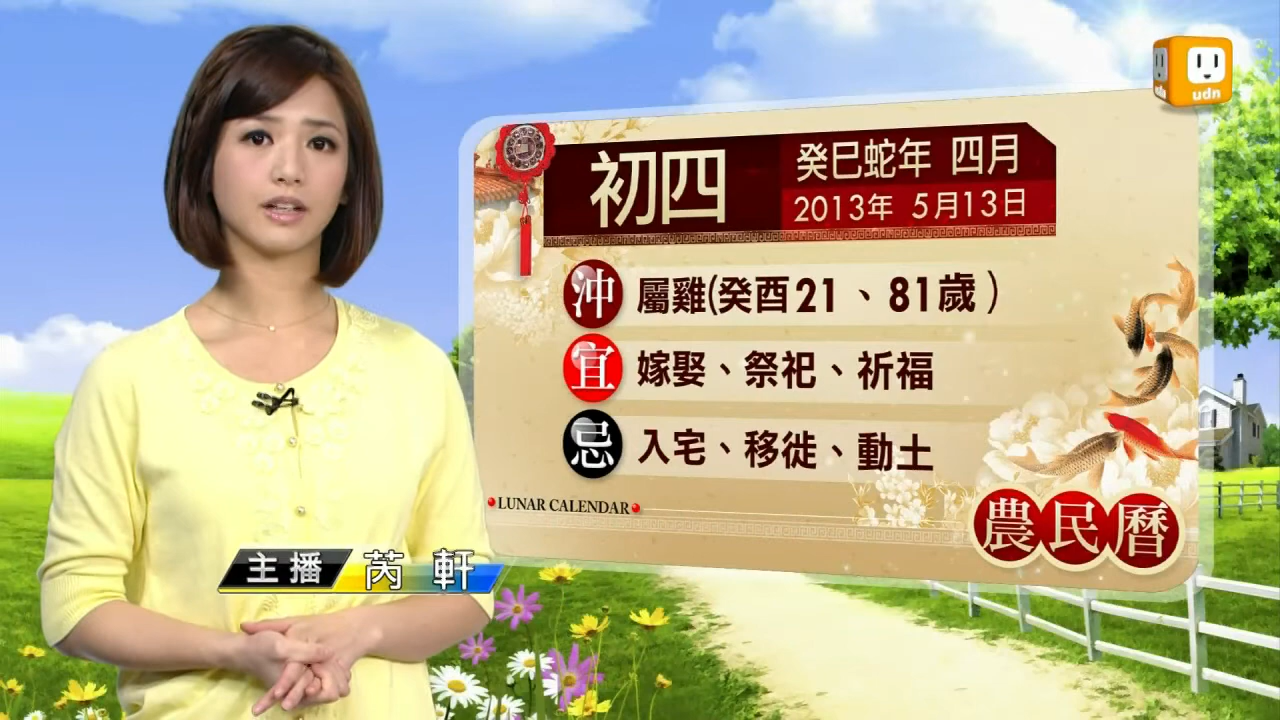 udn
初四
癸巳蛇年 四月
2013年 5月13日
沖 屬雞(癸酉21、81歲)
宜 嫁娶、祭祀、祈福
忌 入宅、移徙、動土
LUNAR CALENDAR
農民曆
主播 芮軒